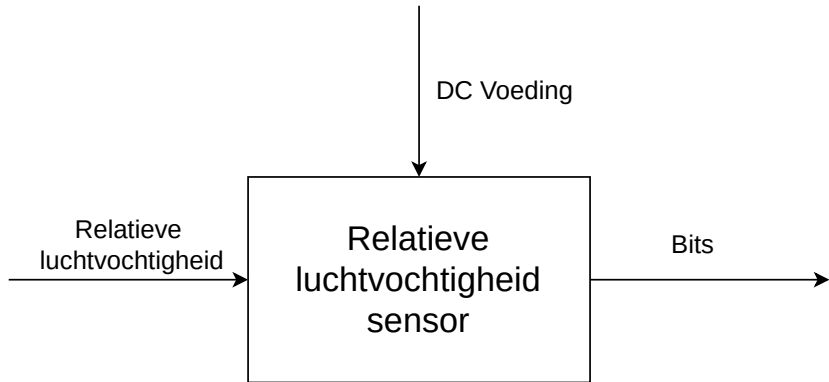 DC Voeding
Relatieve
luchtvochtigheid
Relatieve
luchtvochtigheid
sensor
Bits